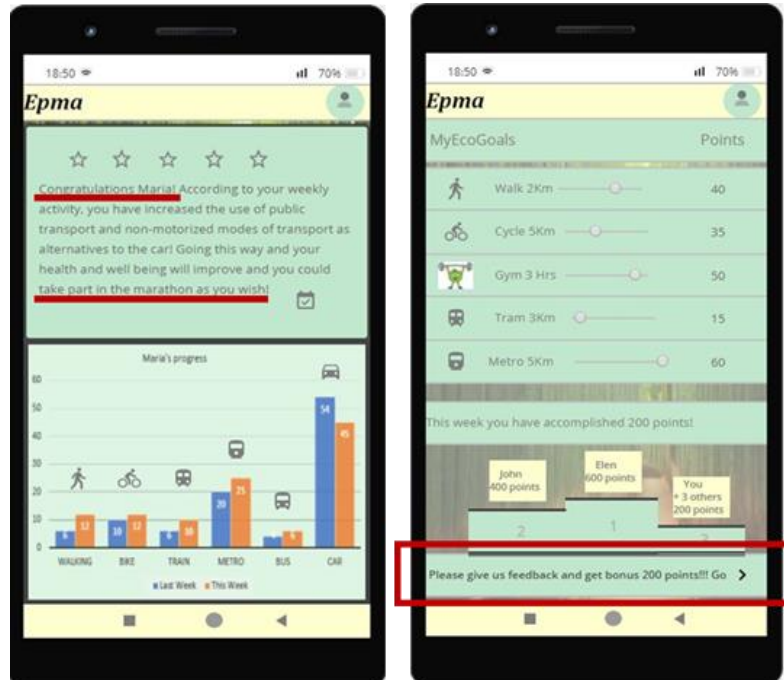 18:50
70%
Epma
Congratulations Maria! According to your weekly
activity, you have increased the use of public
transport and non-motorized modes of transport as
alternatives to the car! Going this way and your
health and well being will improve and you could
take part in the marathon as you wish!
Maria's progress
60
50
40
30
20
10
0
6 12
10 12
6 10
20 25
6
54 45
WALKING BIKE TRAIN METRO BUS CAR
Last Week This Week
18:50
70%
Epma
MyEcoGoals Points
Walk 2Km 40
Cycle 5Km 35
Gym 3 Hrs 50
Tram 3Km 15
Metro 5Km 60
This week you have accomplished 200 points!
John
400 points
Elen
600 points
You
+ 3 others
200 points
2
1
3
Please give us feedback and get bonus 200 points!!! Go